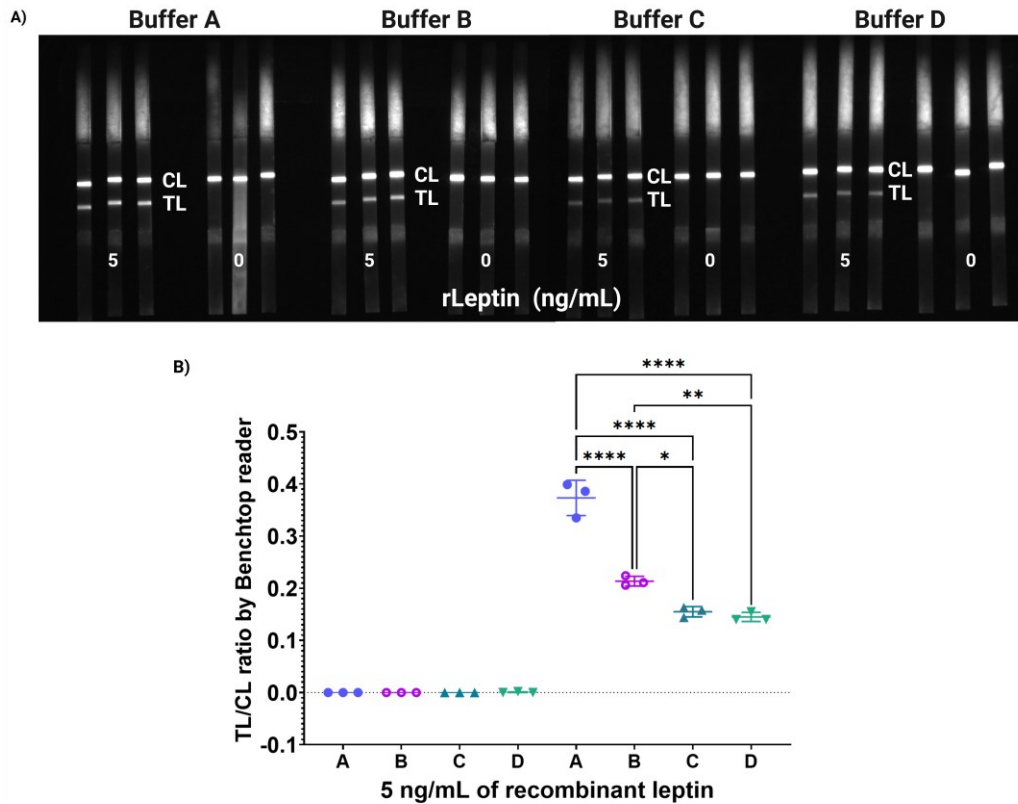 A)
Buffer A Buffer B Buffer C Buffer D
CL CL CL CL
TL TL TL TL
5 0 5 0 5 0 5 0
rLeptin (ng/mL)
B)
****
**
****
**** *
0.5
0.4
0.3
0.2
0.1
0.0
-0.1
TL/CL ratio by Benchtop reader
A B C D A B C D
5 ng/mL of recombinant leptin